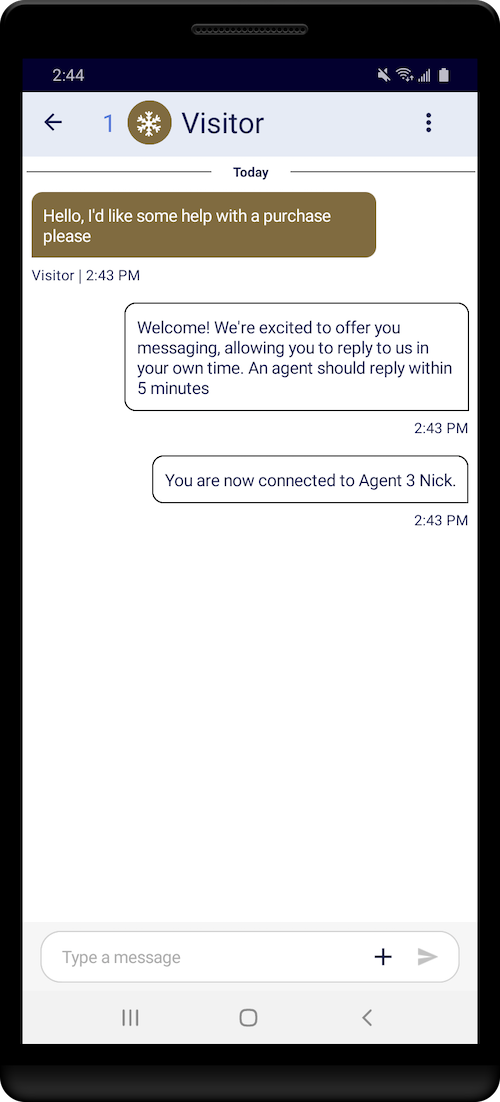 2:44
1 Visitor
Today
Hello, I'd like some help with a purchase
please
Visitor | 2:43 PM
Welcome! We're excited to offer you
messaging, allowing you to reply to us in
your own time. An agent should reply within
5 minutes
2:43 PM
You are now connected to Agent 3 Nick.
2:43 PM
Type a message